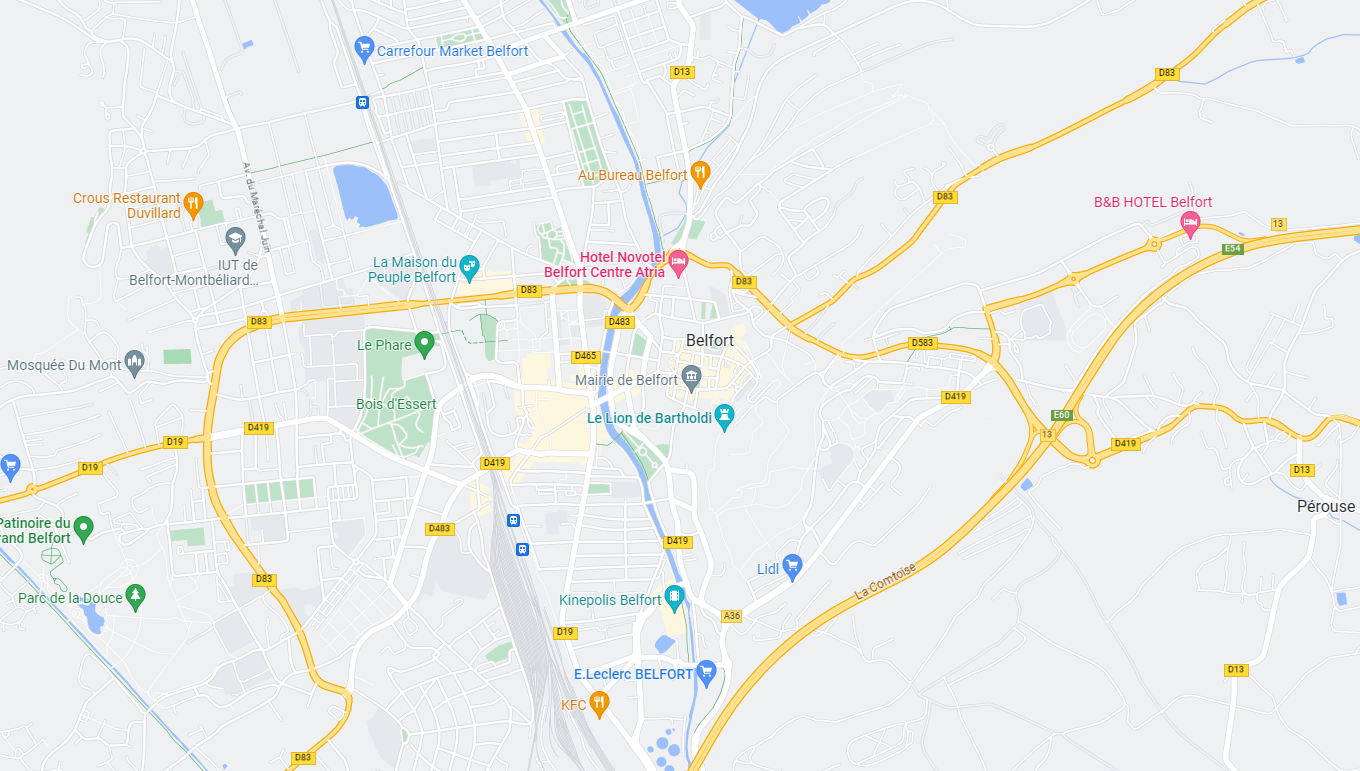 Carrefour Market Belfort
D13
D83
Av. du Maréchal Juin
Au Bureau Belfort
Crous Restaurant
Duvillard
D83
B&B HOTEL Belfort
13
E54
IUT de
Belfort-Montbéliard...
La Maison du
Peuple Belfort
Hotel Novotel
Belfort Centre Atria
D83
D83
D83
D483
Belfort
D583
Le Phare
D465
Mosquée Du Mont
Mairie de Belfort
D419
Bois d'Essert
Le Lion de Bartholdi
E60
D419
D19
13
D419
D19
D419
D13
Pérouse
Patinoire du
rand Belfort
D483
D419
D83
Lidl
La Comtoise
Parc de la Douce
Kinepolis Belfort
A36
D19
E.Leclerc BELFORT
D13
KFC
D83